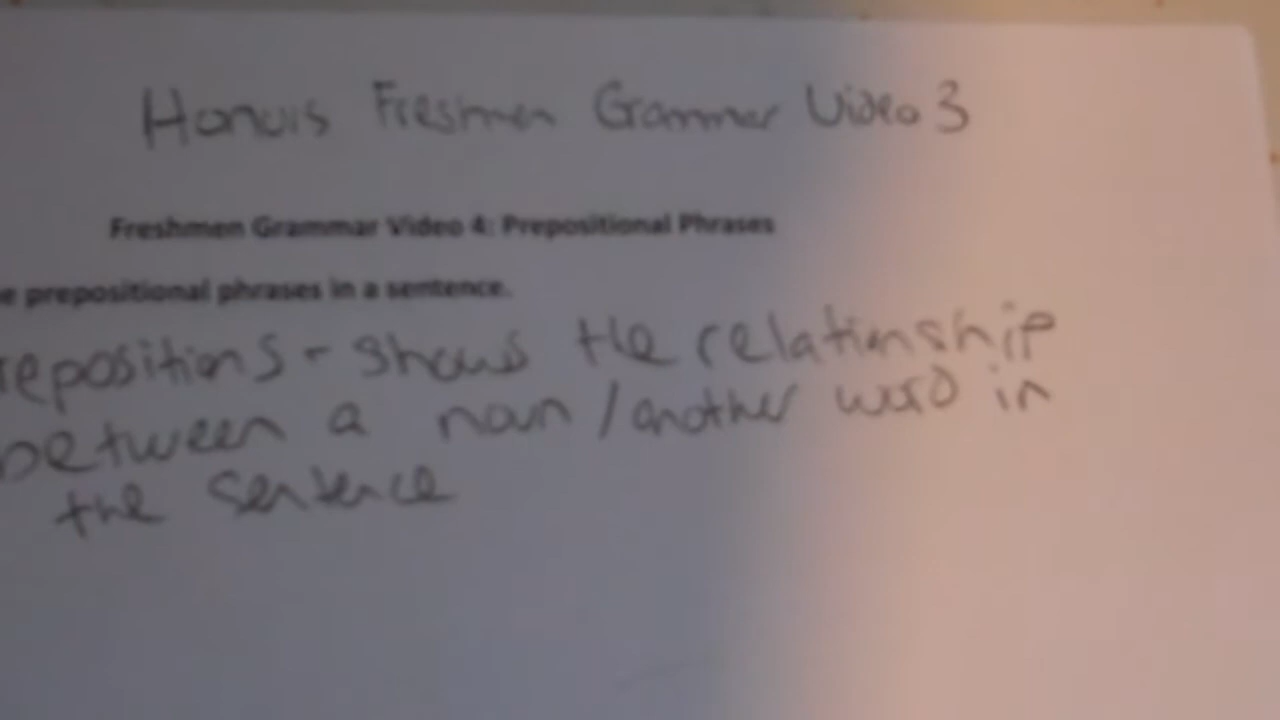 Honors Freshmen Grammar Video 3
Freshmen Grammar Video 4: Prepositional Phrases
e prepositional phrases in a sentence.
repositions - shows the relationship
between a noun / another word in
the sentence